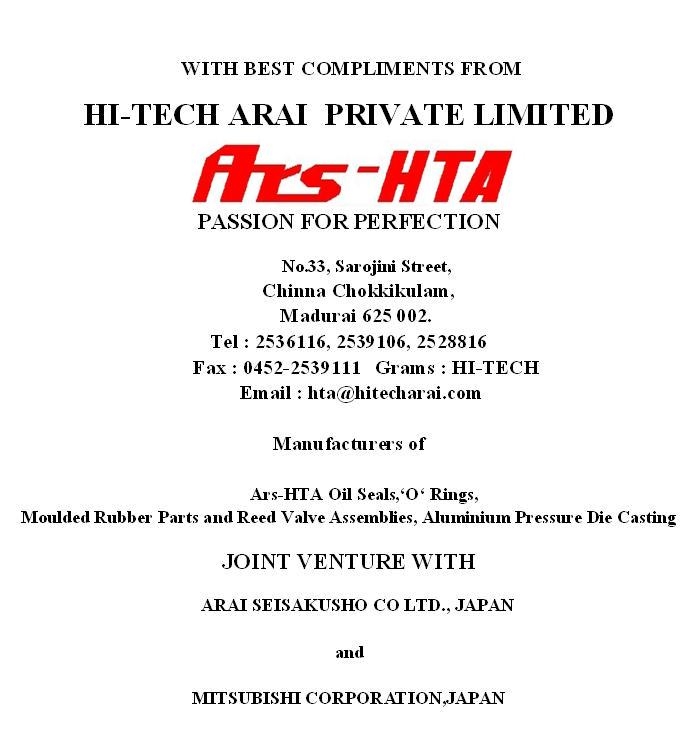 WITH BEST COMPLIMENTS FROM
HI-TECH ARAI PRIVATE LIMITED
Ars-HTA
PASSION FOR PERFECTION
No.33, Sarojini Street,
Chinna Chokkikulam,
Madurai 625 002.
Tel : 2536116, 2539106, 2528816
Fax : 0452-2539111 Grams : HI-TECH
Email : hta@hitecharai.com
Manufacturers of
Ars-HTA Oil Seals,‘O‘ Rings,
Moulded Rubber Parts and Reed Valve Assemblies, Aluminium Pressure Die Casting
JOINT VENTURE WITH
ARAI SEISAKUSHO CO LTD., JAPAN
and
MITSUBISHI CORPORATION,JAPAN